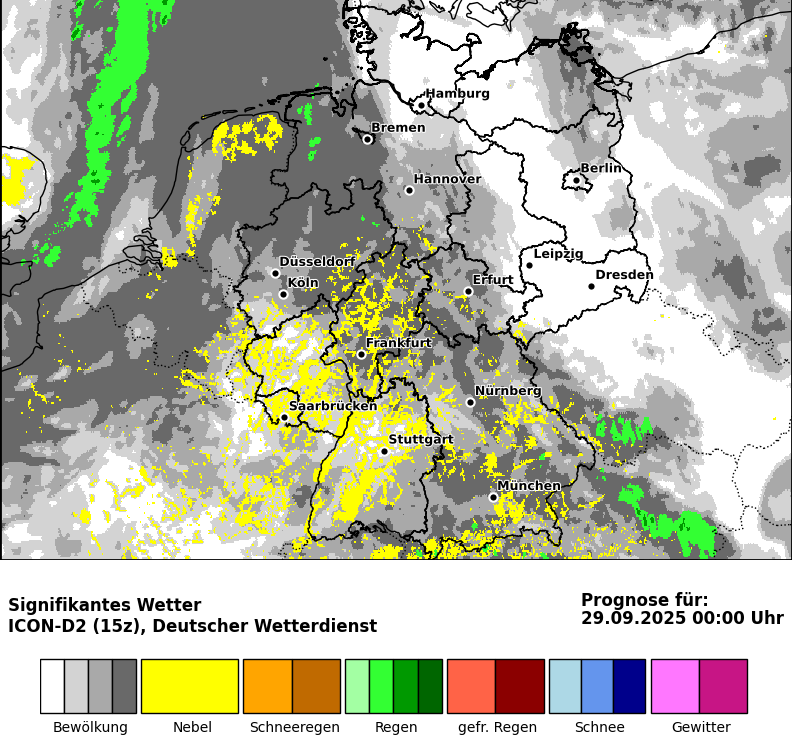 Hamburg
Bremen
Berlin
Hannover
Leipzig
Düsseldorf
Dresden
Köln
Erfurt
Frankfurt
Nürnberg
Saarbrücken
Stuttgart
München
Signifikantes Wetter
ICON-D2 (15z), Deutscher Wetterdienst
Prognose für:
29.09.2025 00:00 Uhr
Bewölkung
Nebel
Schneeregen
Regen
gefr. Regen
Schnee
Gewitter